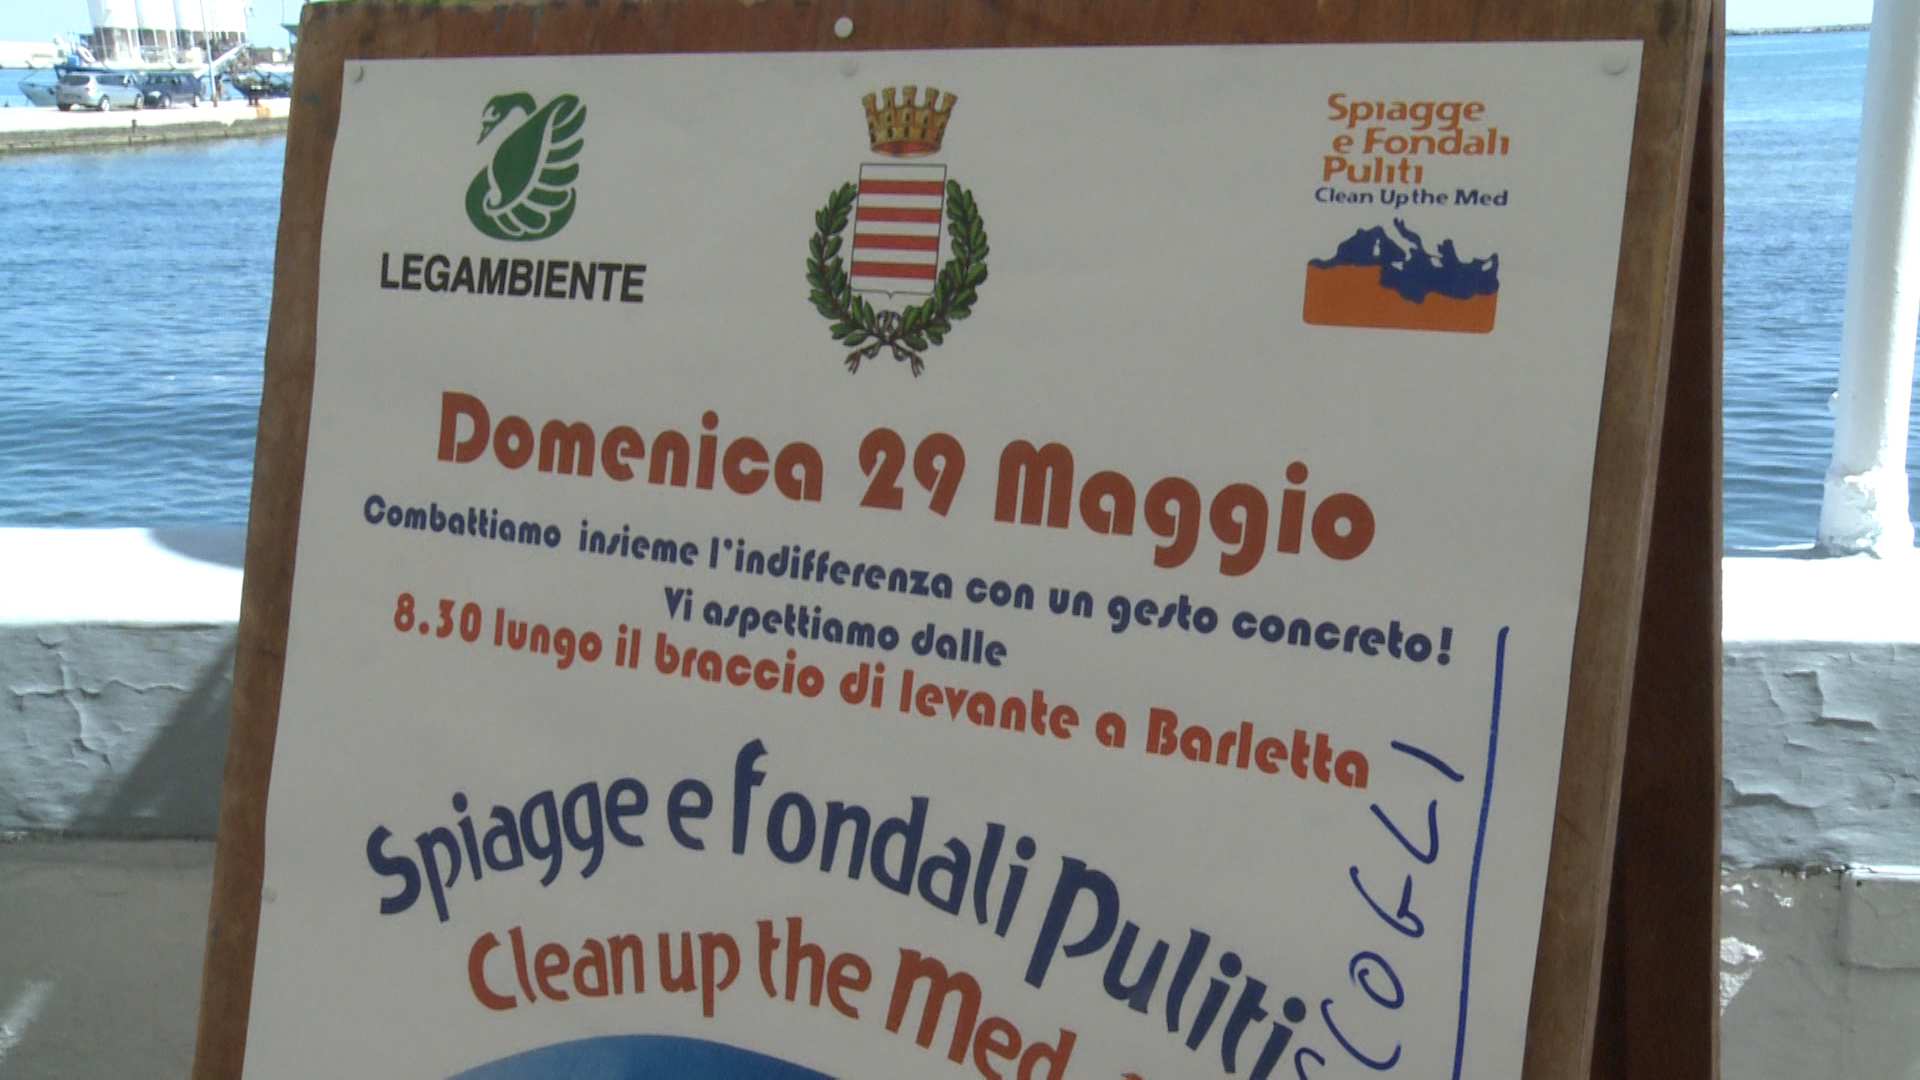 LEGAMBIENTE
Spiagge
e Fondali
Puliti
Clean Up the Med
Domenica 29 Maggio
Combattiamo insieme l'indifferenza con un gesto concreto!
Vi aspettiamo dalle
8.30 lungo il braccio di levante a Barletta
Spiagge e fondali Puliti
Clean up the Med